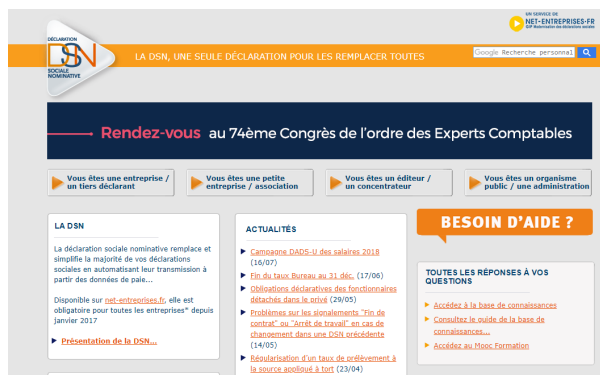 UN SERVICE DE
NET-ENTREPRISES.FR
GIP Modernisation des déclarations sociales
DÉCLARATION
DSN
SOCIALE
NOMINATIVE
LA DSN, UNE SEULE DÉCLARATION POUR LES REMPLACER TOUTES
Google Recherche personnal
Rendez-vous au 74ème Congrès de l'ordre des Experts Comptables
Vous êtes une entreprise /
un tiers déclarant
Vous êtes une petite
entreprise / association
Vous êtes un éditeur /
un concentrateur
Vous êtes un organisme
public / une administration
LA DSN
La déclaration sociale nominative remplace et
simplifie la majorité de vos déclarations
sociales en automatisant leur transmission à
partir des données de paie...
Disponible sur net-entreprises.fr, elle est
obligatoire pour toutes les entreprises* depuis
janvier 2017
Présentation de la DSN...
ACTUALITÉS
Campagne DADS-U des salaires 2018
(16/07)
Fin du taux Bureau au 31 déc. (17/06)
Obligations déclaratives des fonctionnaires
détachés dans le privé (29/05)
Problèmes sur les signalements "Fin de
contrat" ou "Arrêt de travail" en cas de
changement dans une DSN précédente
(14/05)
Régularisation d'un taux de prélèvement à
la source appliqué à tort (23/04)
BESOIN D'AIDE ?
TOUTES LES RÉPONSES À VOS
QUESTIONS
Accédez à la base de connaissances
Consultez le guide de la base de
connaissances...
Accédez au Mooc Formation